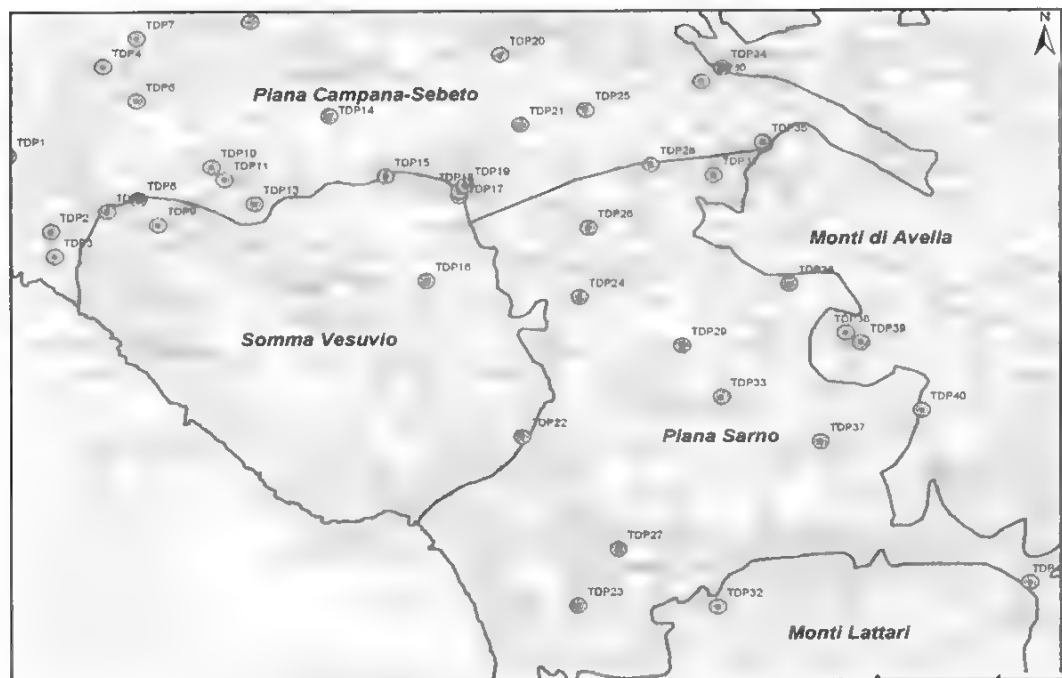 N
TDP7
TDP4
TDP20
TDP34
TDP6
Piana Campana-Sebeto
TDP25
TDP14
TDP21
TDP1
TDP10
TDP11
TDP15
TDP19
TDP17
TDP8
TDP13
TDP2
TDP9
TDP3
TDP26
Monti di Avella
TDP16
TDP24
TDP38
TDP39
Somma Vesuvio
TDP29
TDP33
TDP40
TDP22
Piana Sarno
TDP37
TDP27
TDP23
TDP32
Monti Lattari